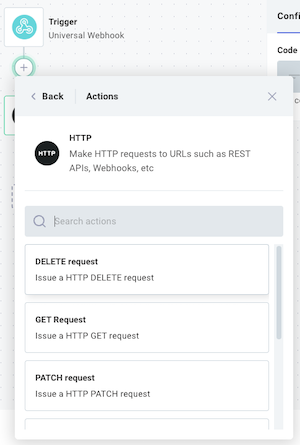 Trigger
Universal Webhook
Confi
Code
Back
Actions
HTTP
HTTP
Make HTTP requests to URLs such as REST
APIs, Webhooks, etc
Search actions
DELETE request
Issue a HTTP DELETE request
GET Request
Issue a HTTP GET request
PATCH request
Issue a HTTP PATCH request